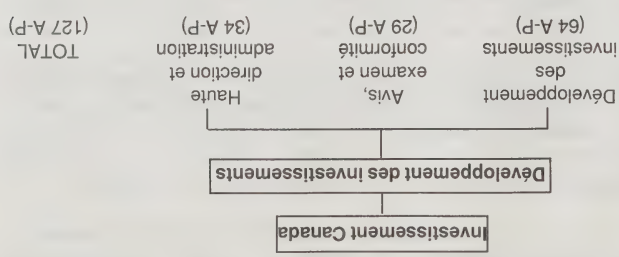 Investissement Canada
Développement des investissements
Développement
des
investissements
(64 A-P)
Avis,
examen et
conformité
(29 A-P)
Haute
direction et
administration
(34 A-P)
TOTAL
(127 A-P)